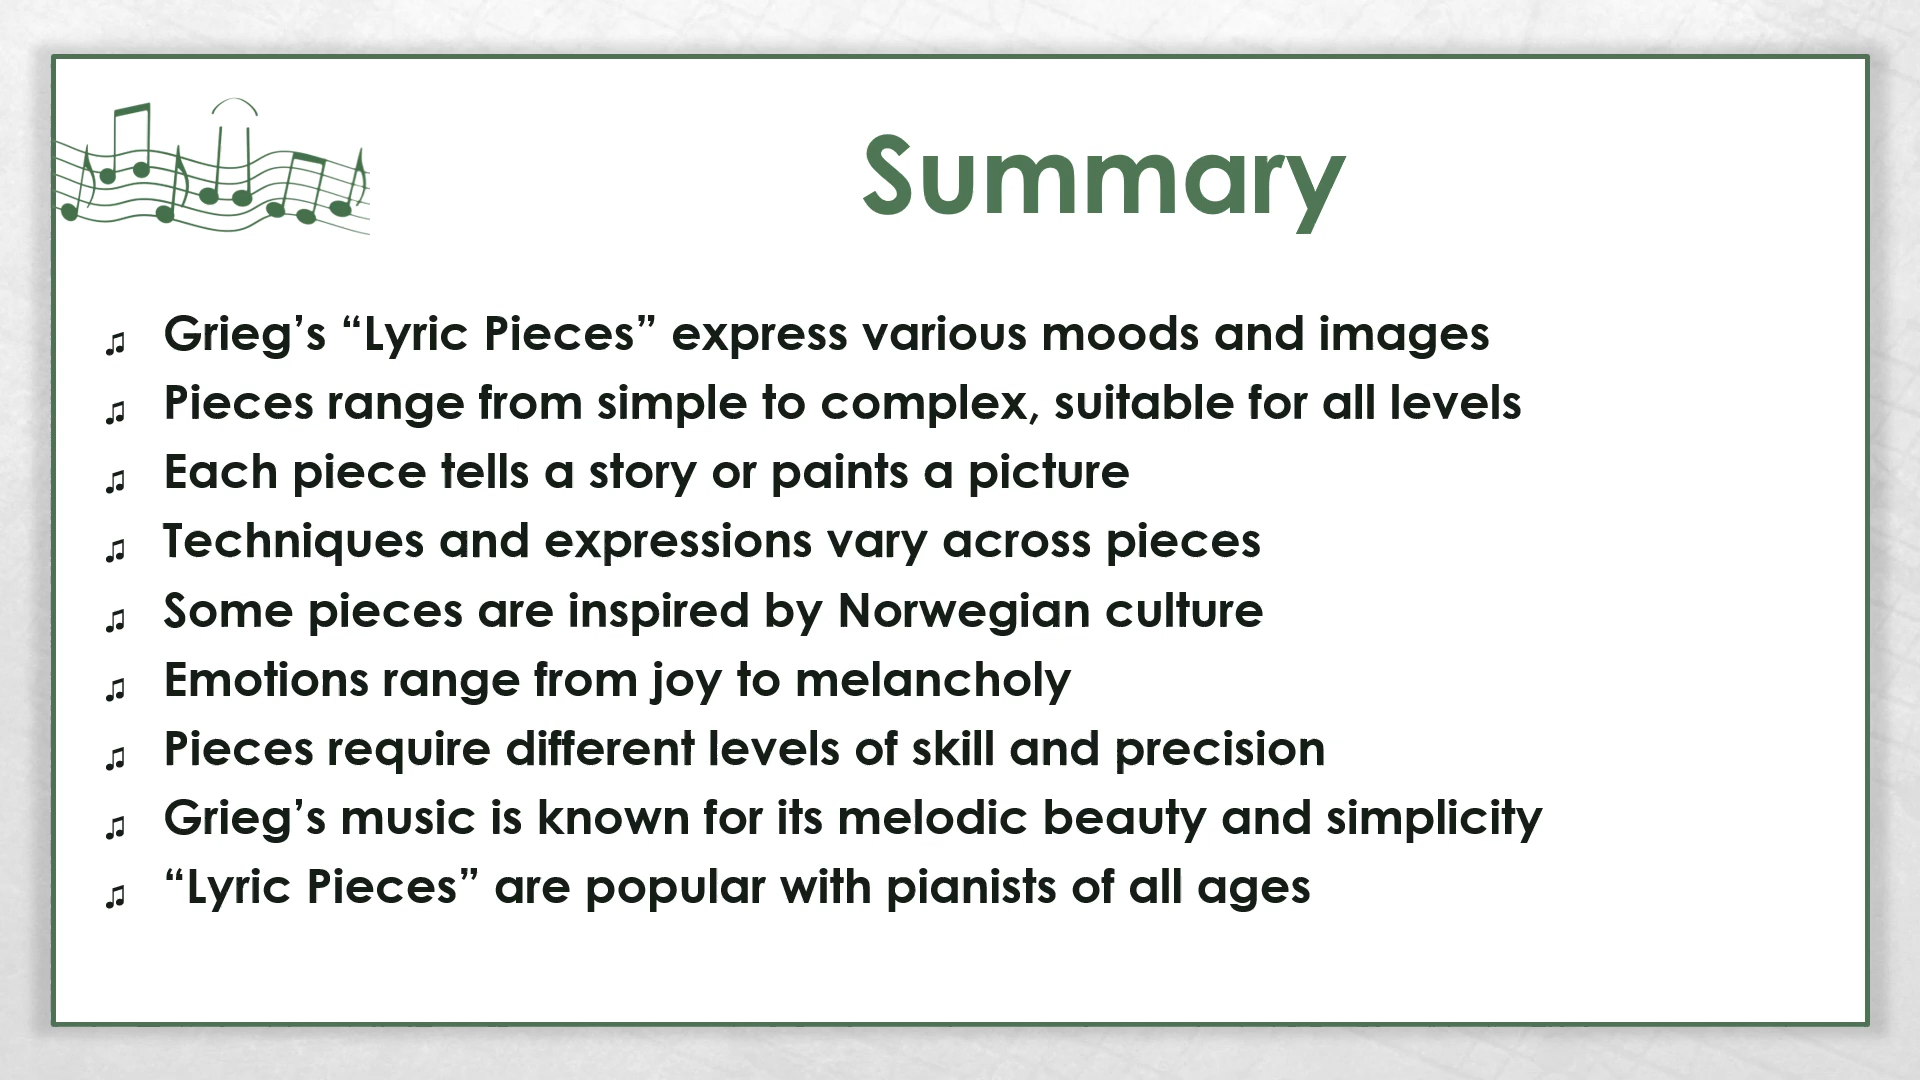 Summary
♫ Grieg’s “Lyric Pieces” express various moods and images
♫ Pieces range from simple to complex, suitable for all levels
♫ Each piece tells a story or paints a picture
♫ Techniques and expressions vary across pieces
♫ Some pieces are inspired by Norwegian culture
♫ Emotions range from joy to melancholy
♫ Pieces require different levels of skill and precision
♫ Grieg’s music is known for its melodic beauty and simplicity
♫ “Lyric Pieces” are popular with pianists of all ages